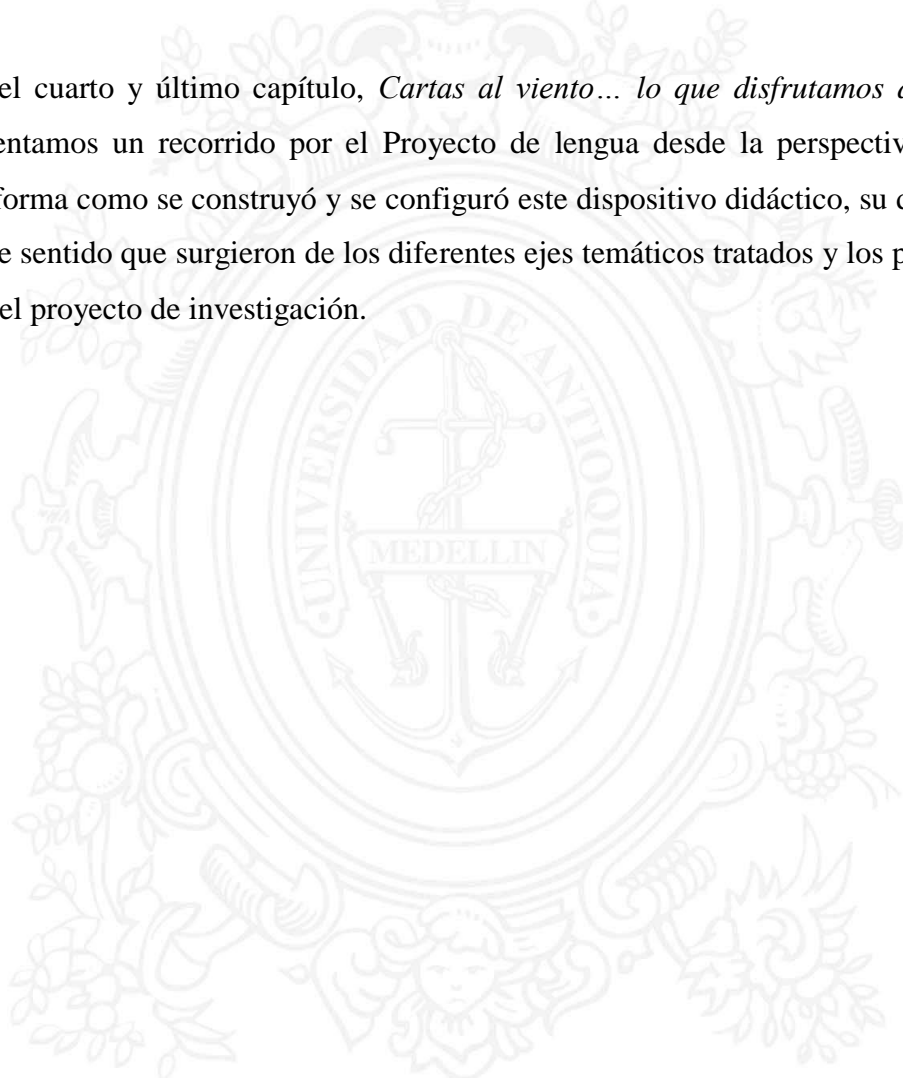 el cuarto y último capítulo, Cartas al viento… lo que disfrutamos
un recorrido por el Proyecto de lengua desde la
forma como se construyó y se configuró este dispositivo didáctico, su
sentido que surgieron de los diferentes ejes temáticos tratados y los
el proyecto de investigación.
UNIVERSIDAD DE ANTIOQUIA
MEDELLIN